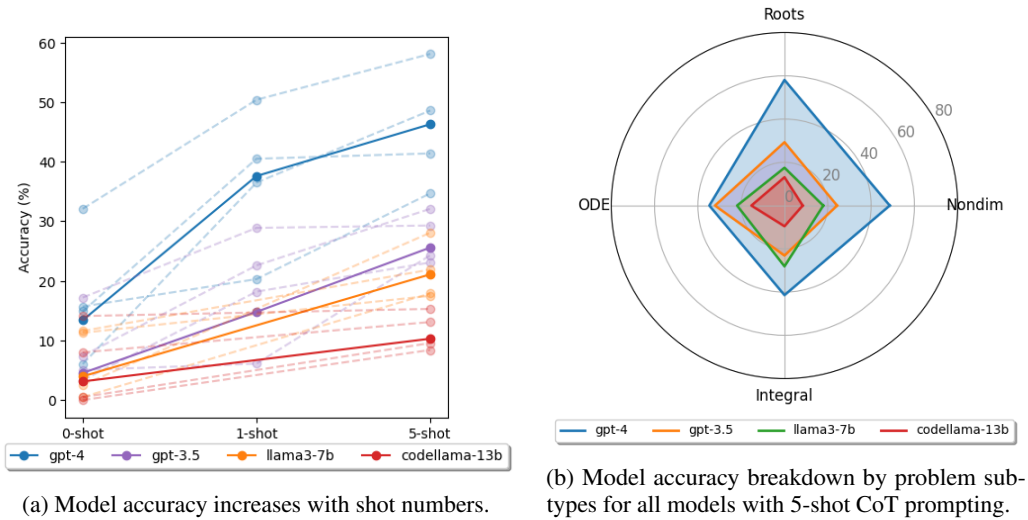 60
50
40
30
20
10
0
Accuracy (%)
0-shot
1-shot
5-shot
gpt-4 gpt-3.5 llama3-7b codellama-13b
(a) Model accuracy increases with shot numbers.
Roots
80
60
40
20
0
ODE
Nondim
Integral
gpt-4 gpt-3.5 llama3-7b codellama-13b
(b) Model accuracy breakdown by problem sub-
types for all models with 5-shot CoT prompting.